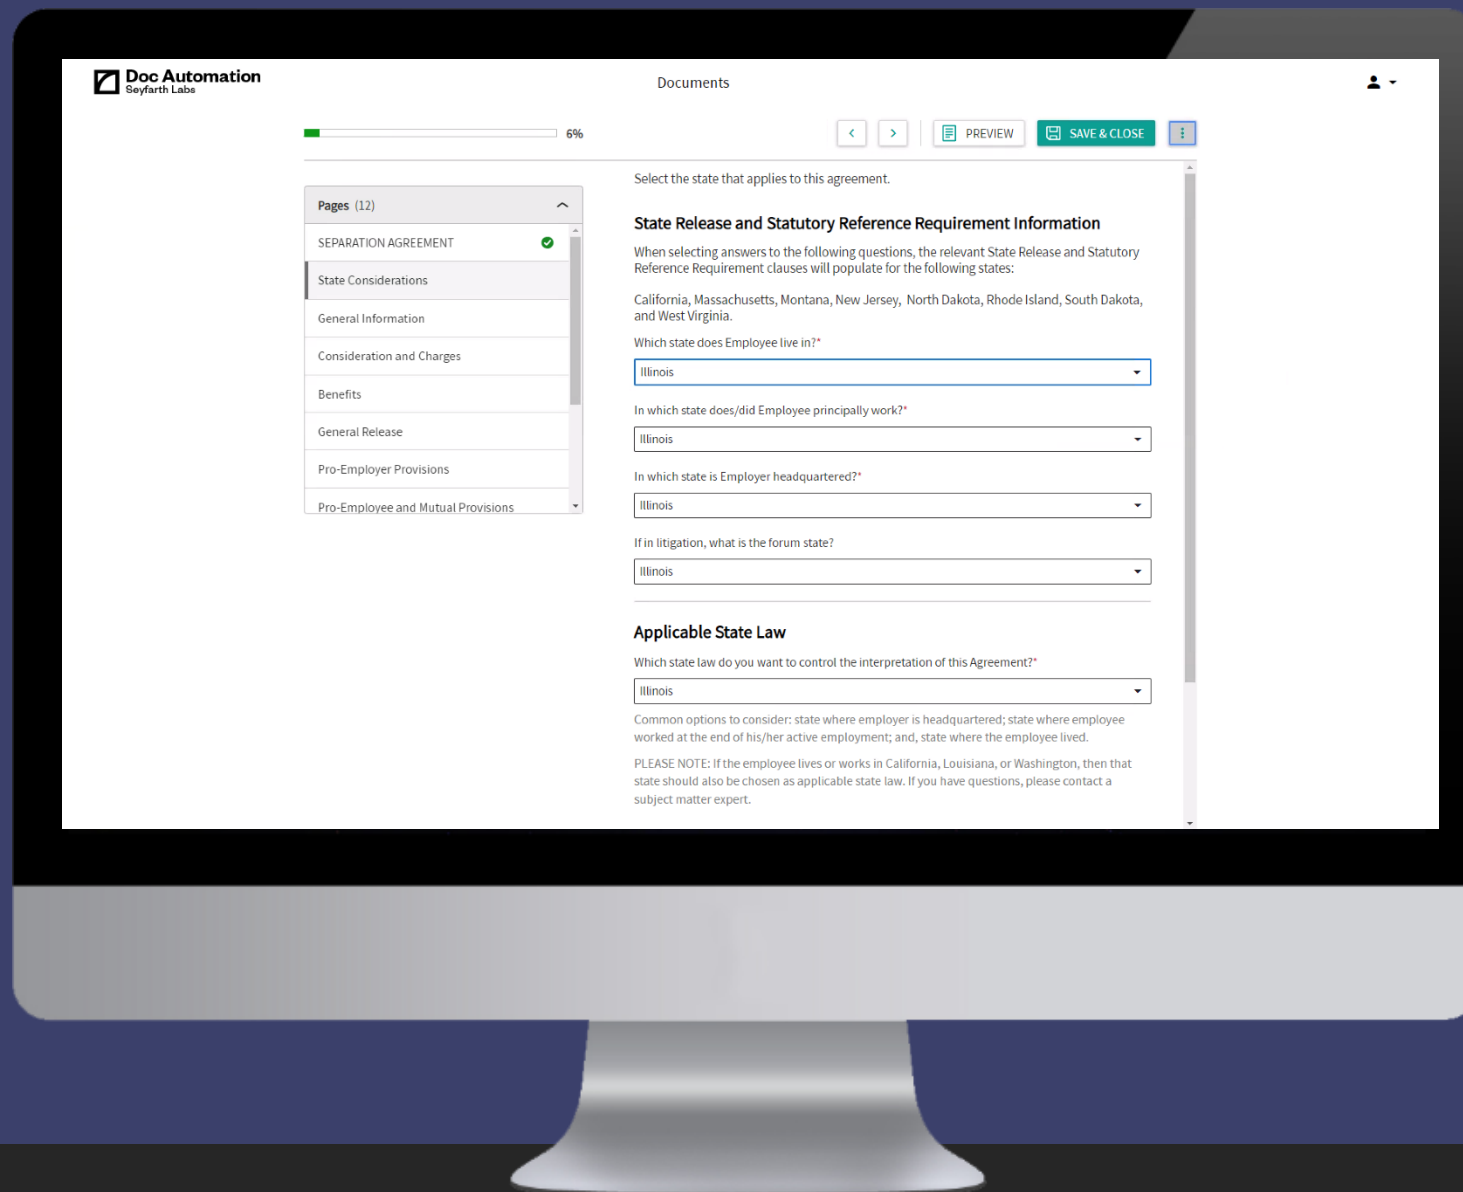 Doc Automation
Seyfarth Labs
Documents
6%
PREVIEW
SAVE & CLOSE
Pages (12)
SEPARATION AGREEMENT
State Considerations
General Information
Consideration and Charges
Benefits
General Release
Pro-Employer Provisions
Pro-Employee and Mutual Provisions
Select the state that applies to this agreement.
State Release and Statutory Reference Requirement Information
When selecting answers to the following questions, the relevant State Release and Statutory
Reference Requirement clauses will populate for the following states:
California, Massachusetts, Montana, New Jersey, North Dakota, Rhode Island, South Dakota,
and West Virginia.
Which state does Employee live in?*
Illinois
In which state does/did Employee principally work?*
Illinois
In which state is Employer headquartered?*
Illinois
If in litigation, what is the forum state?
Illinois
Applicable State Law
Which state law do you want to control the interpretation of this Agreement?*
Illinois
Common options to consider: state where employer is headquartered; state where employee
worked at the end of his/her active employment; and, state where the employee lived.
PLEASE NOTE: If the employee lives or works in California, Louisiana, or Washington, then that
state should also be chosen as applicable state law. If you have questions, please contact a
subject matter expert.